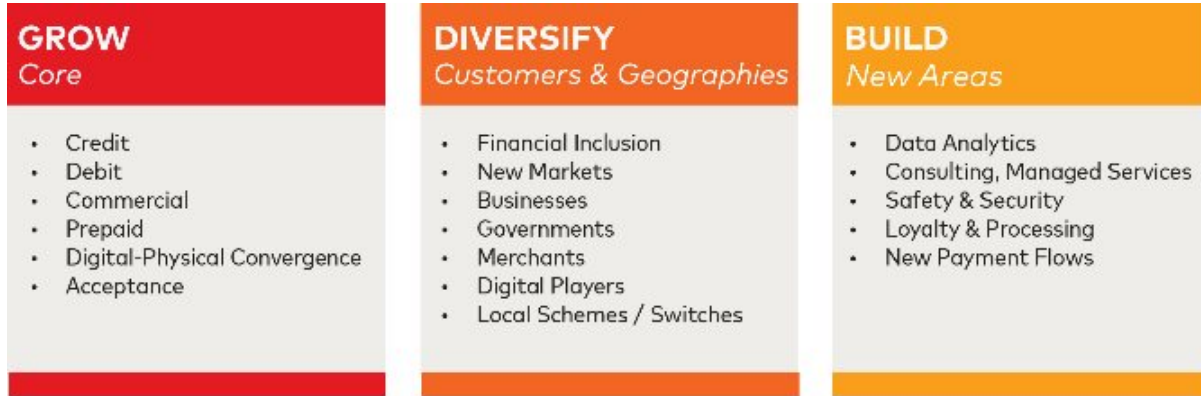 GROW
Core
• Credit
• Debit
• Commercial
• Prepaid
• Digital-Physical Convergence
• Acceptance
DIVERSIFY
Customers & Geographies
• Financial Inclusion
• New Markets
• Businesses
• Governments
• Merchants
• Digital Players
• Local Schemes / Switches
BUILD
New Areas
• Data Analytics
• Consulting, Managed Services
• Safety & Security
• Loyalty & Processing
• New Payment Flows